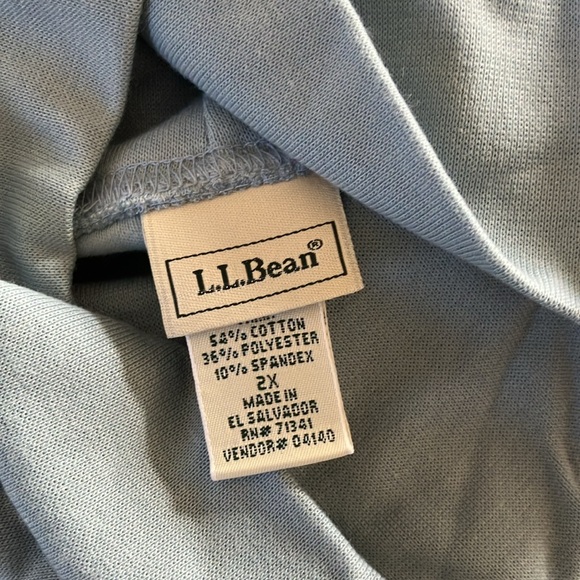 L.L.Bean®
54% COTTON
36% POLYESTER
10% SPANDEX
2X
MADE IN
EL SALVADOR
RN# 71341
VENDOR# 04140